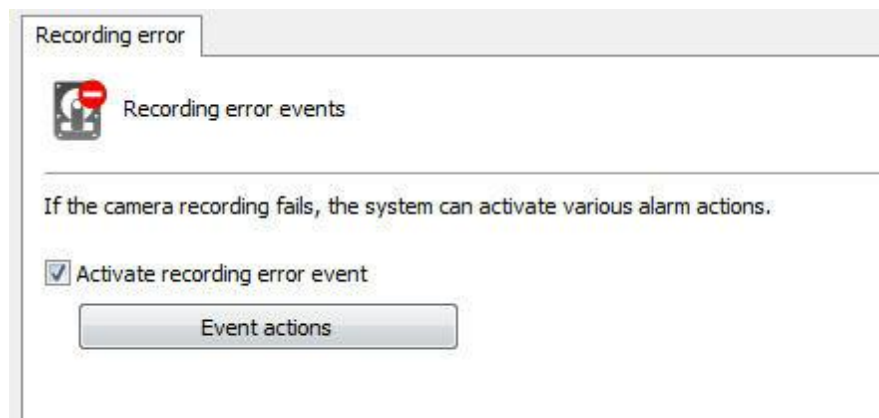 Recording error
Recording error events
If the camera recording fails, the system can activate various alarm actions.
Activate recording error event
Event actions